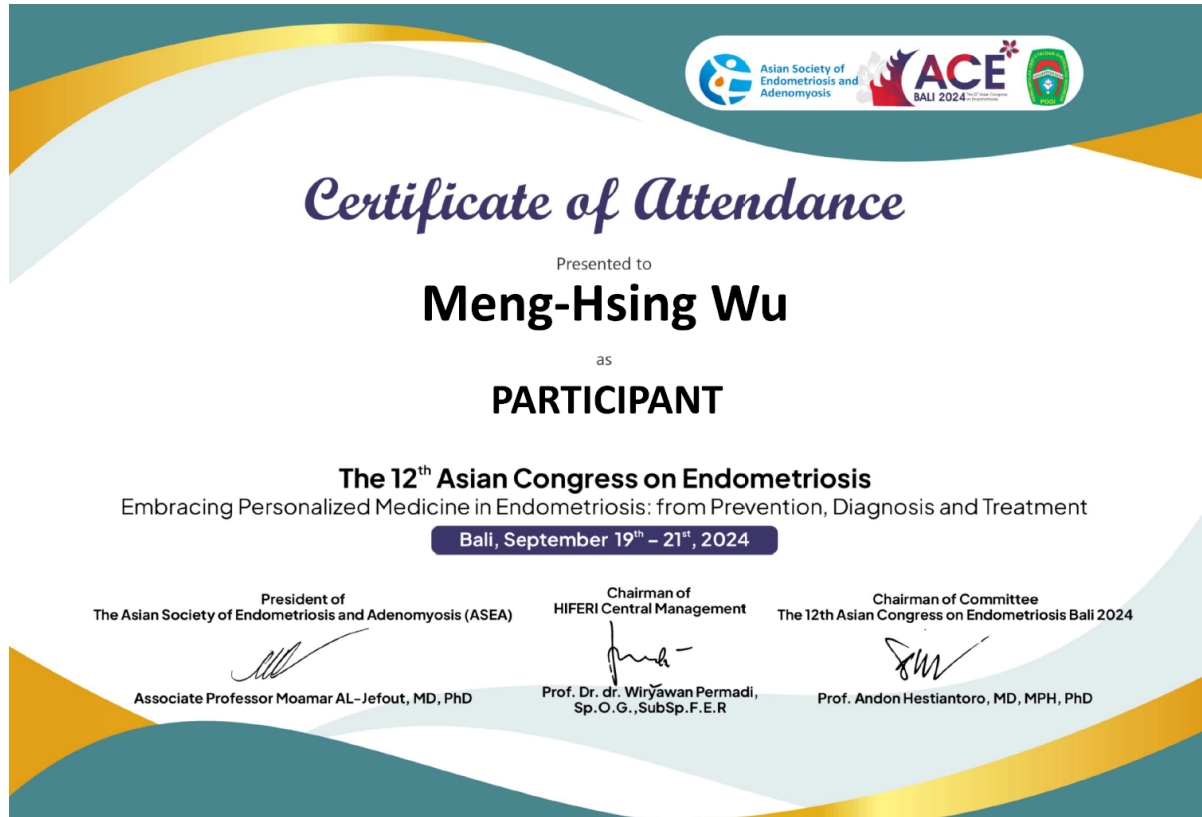 Asian Society of
Endometriosis and
Adenomyosis
ACE
BALI 2024
POGI
Certificate of Attendance
Presented to
Meng-Hsing Wu
as
PARTICIPANT
The 12th Asian Congress on Endometriosis
Embracing Personalized Medicine in Endometriosis: from Prevention, Diagnosis and Treatment
Bali, September 19th – 21st, 2024
President of
The Asian Society of Endometriosis and Adenomyosis (ASEA)
Associate Professor Moamar AL-Jefout, MD, PhD
Chairman of
HIFERI Central Management
Prof. Dr. dr. Wiryawan Permadi,
Sp.O.G.,SubSp.F.E.R
Chairman of Committee
The 12th Asian Congress on Endometriosis Bali 2024
Prof. Andon Hestiantoro, MD, MPH, PhD